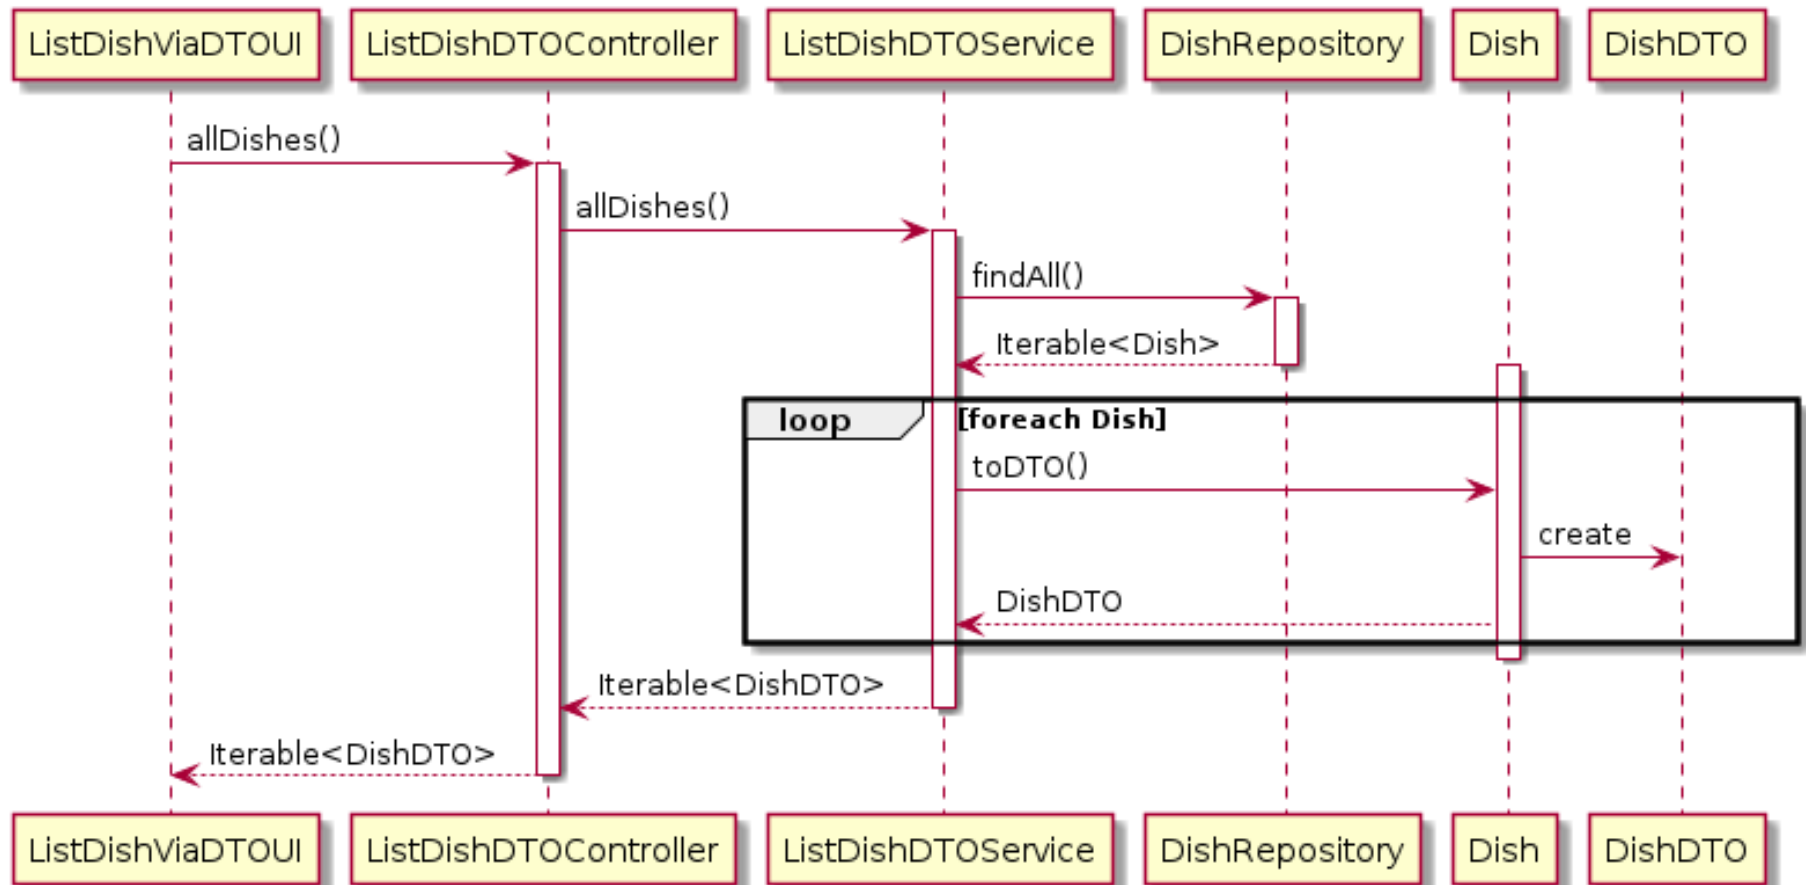 ListDishViaDTOUI ListDishDTOController ListDishDTOService DishRepository Dish DishDTO
allDishes()
allDishes()
findAll()
Iterable<Dish>
loop [foreach Dish]
toDTO()
create
DishDTO
Iterable<DishDTO>
Iterable<DishDTO>
ListDishViaDTOUI ListDishDTOController ListDishDTOService DishRepository Dish DishDTO